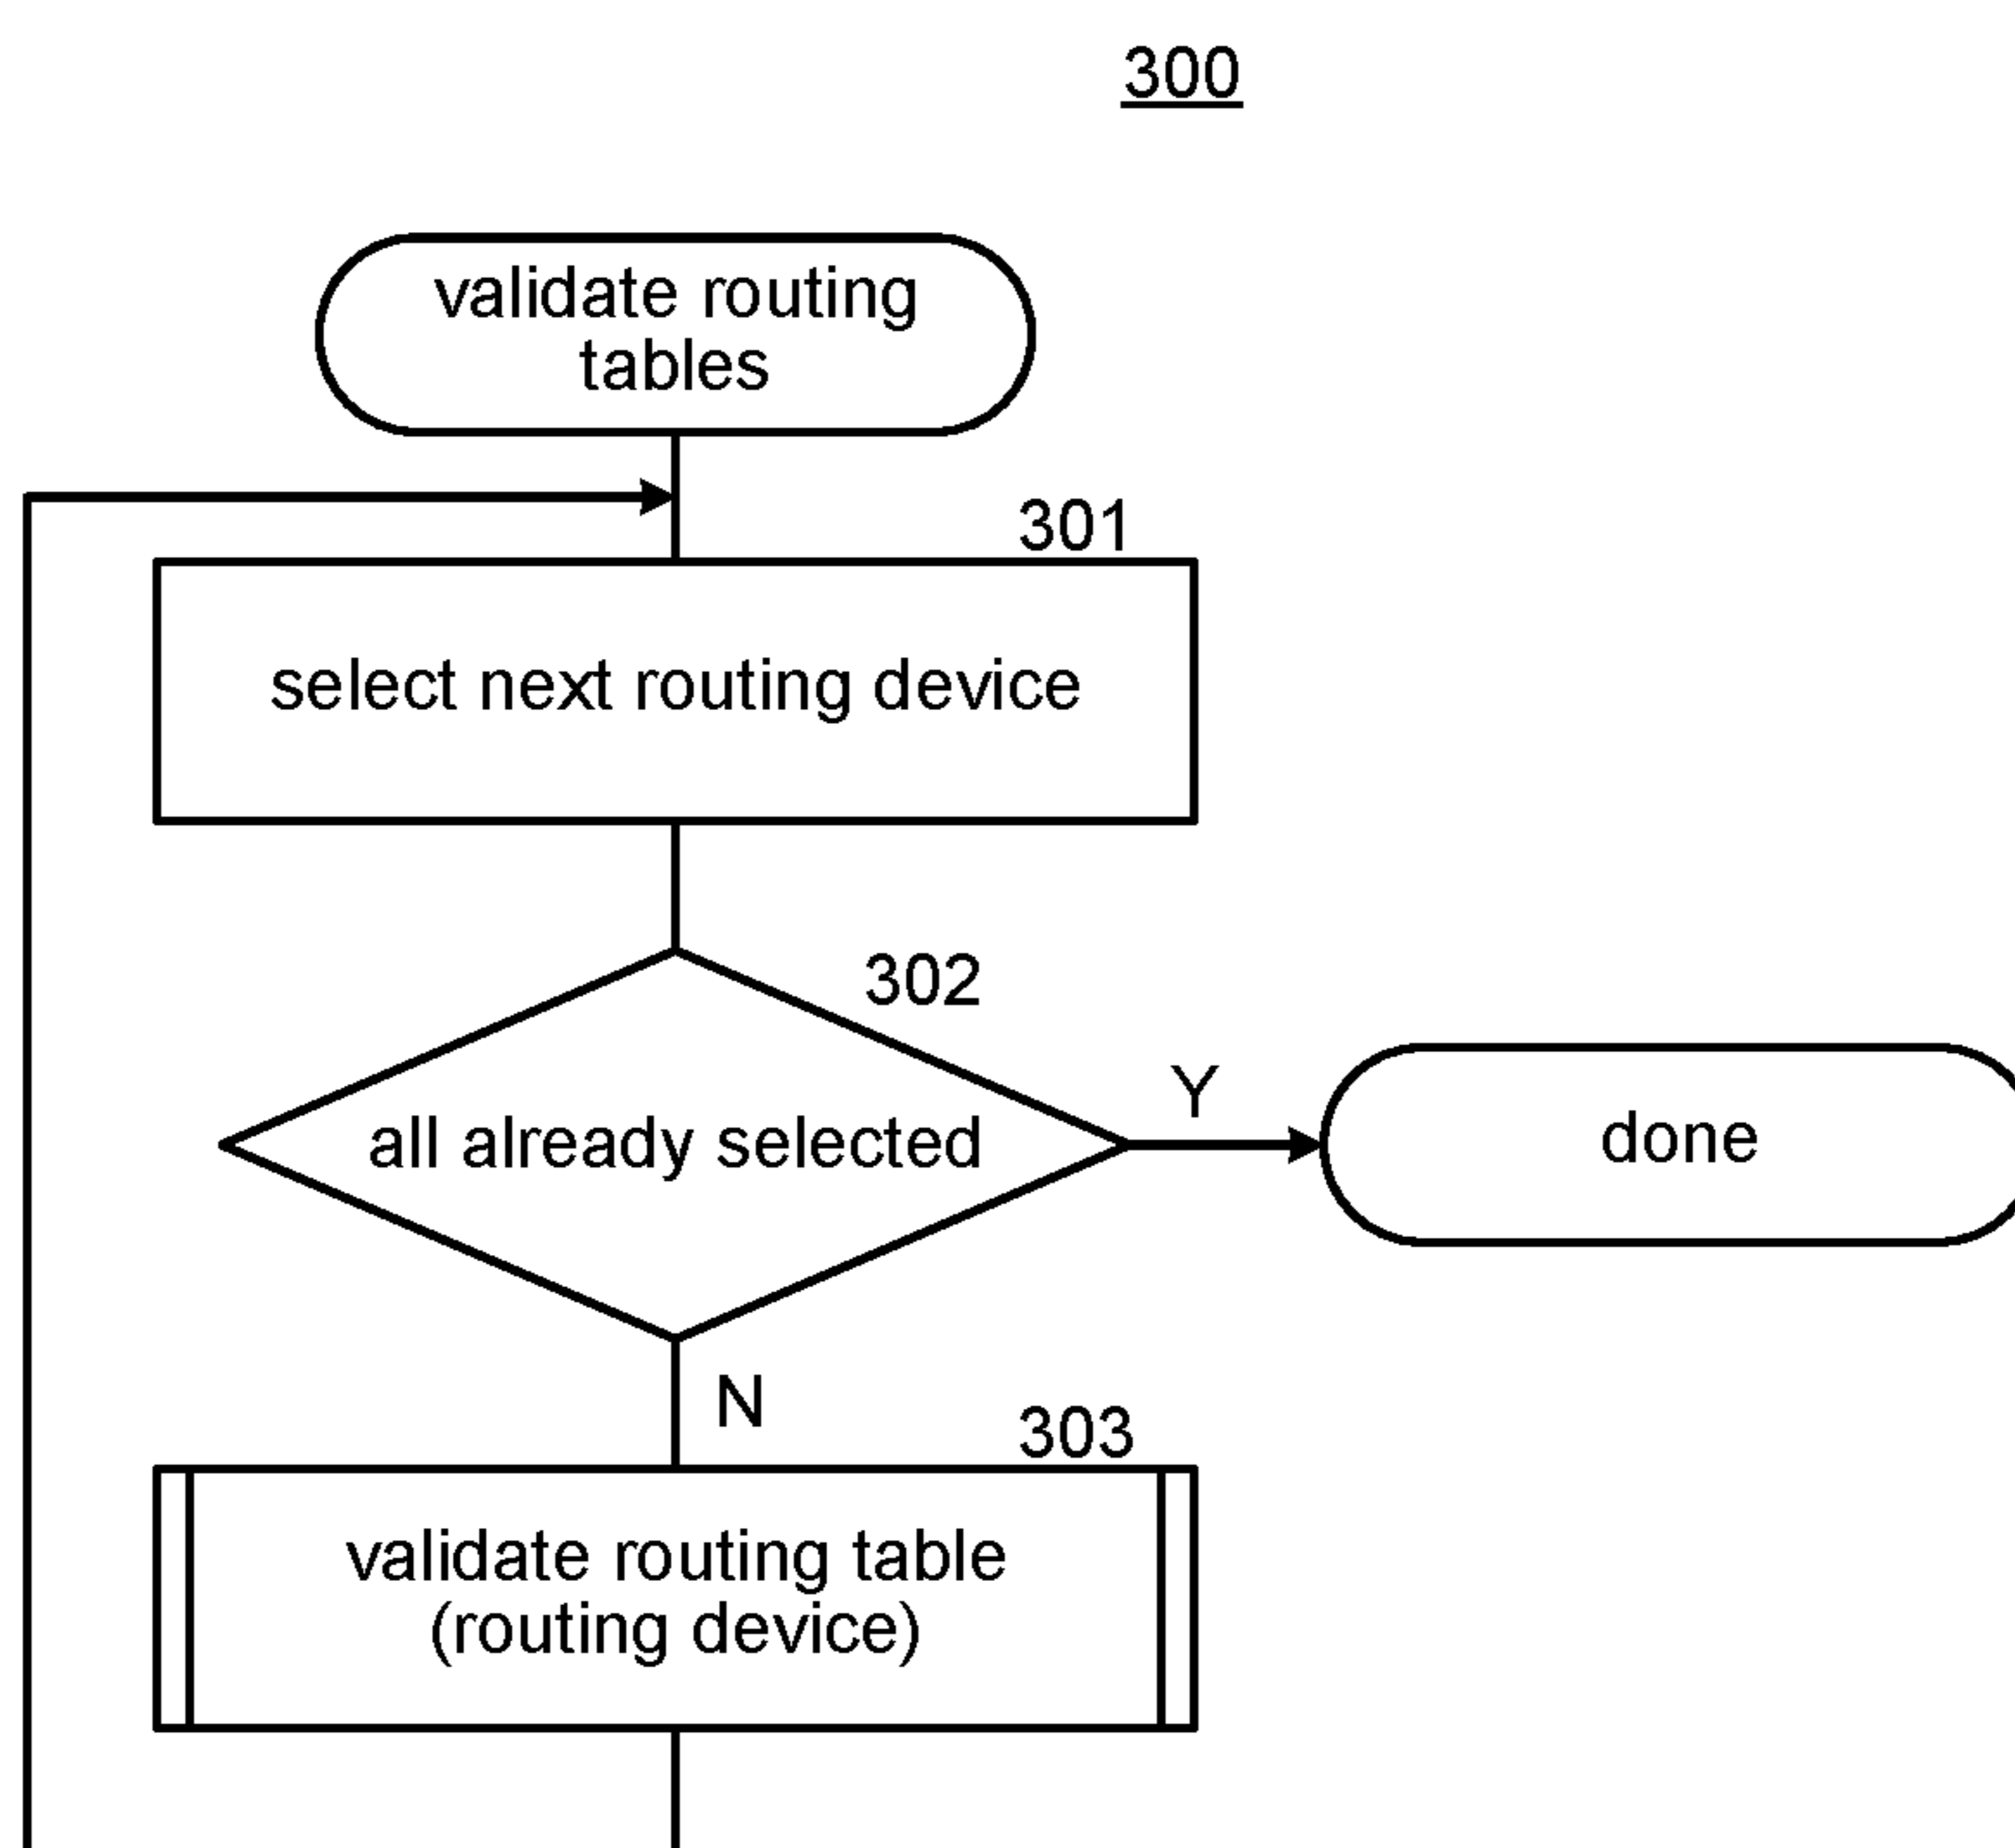 300
validate routing
tables
301
select next routing device
302
all already selected
Y
done
N
303
validate routing table
(routing device)